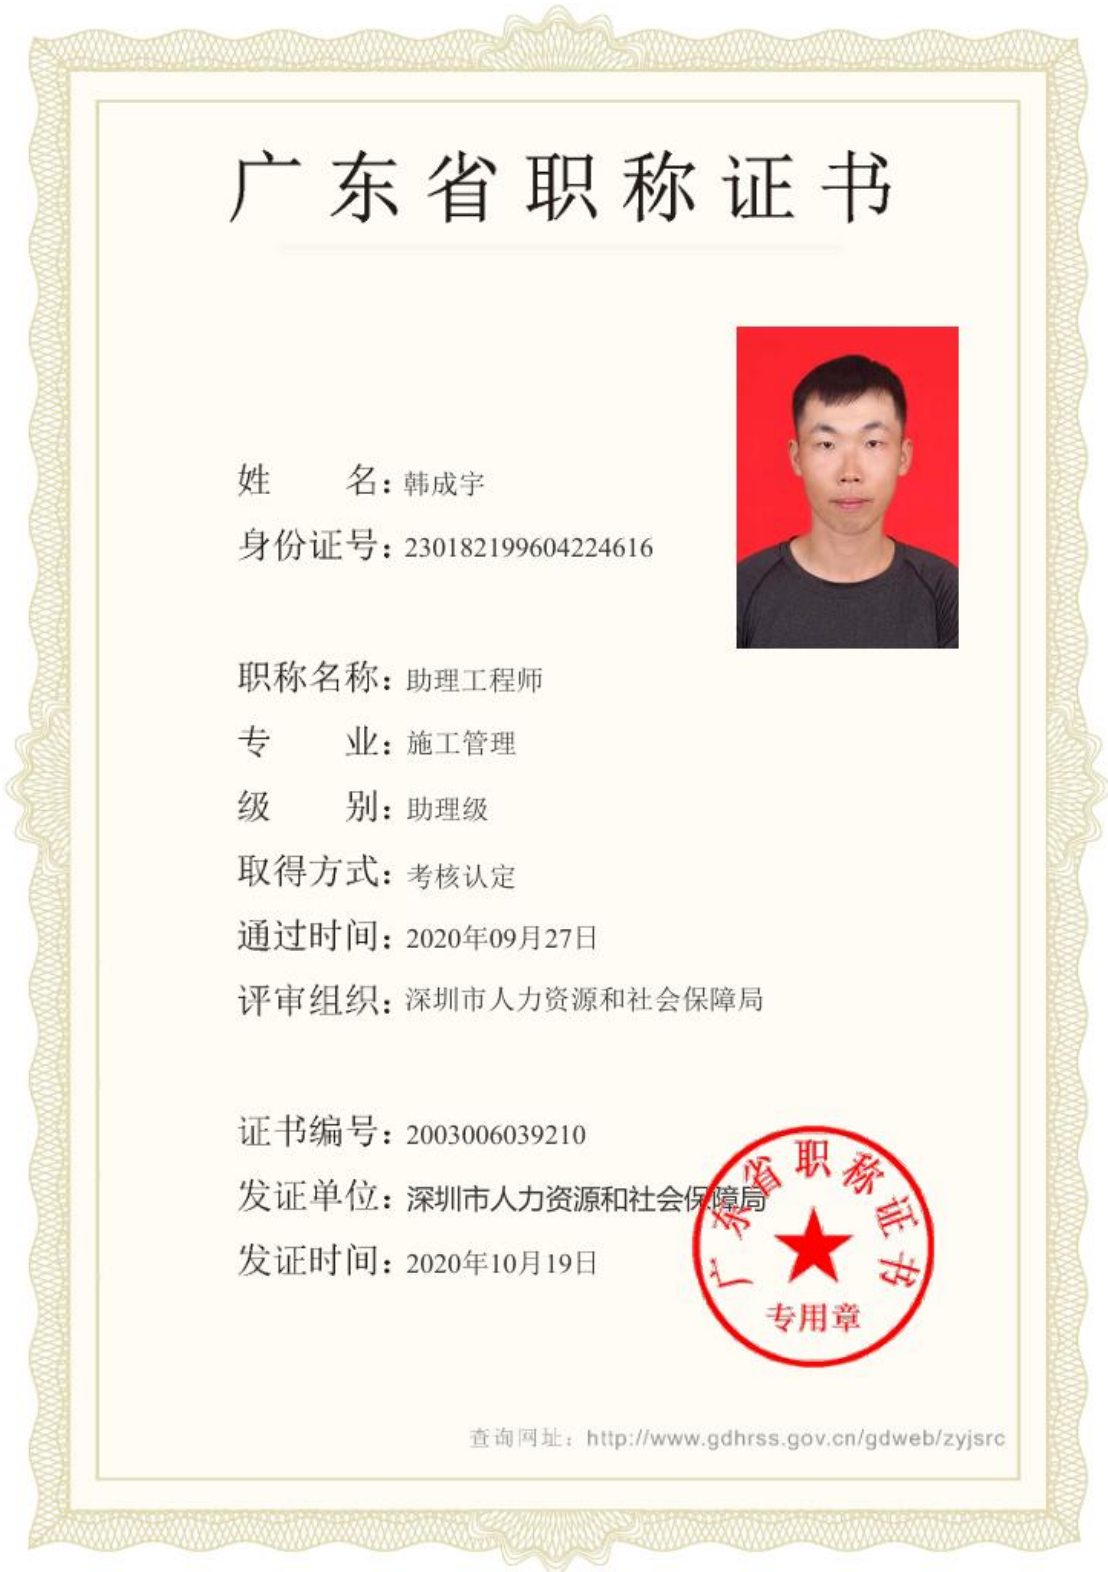 广东省职称证书
姓名：韩成宇
身份证号：230182199604224616
职称名称：助理工程师
专业：施工管理
级别：助理级
取得方式：考核认定
通过时间：2020年09月27日
评审组织：深圳市人力资源和社会保障局
证书编号：2003006039210
发证单位：深圳市人力资源和社会保障局
发证时间：2020年10月19日
广东省职称证书
专用章
查询网址：http://www.gdhrss.gov.cn/gdweb/zyjsrc